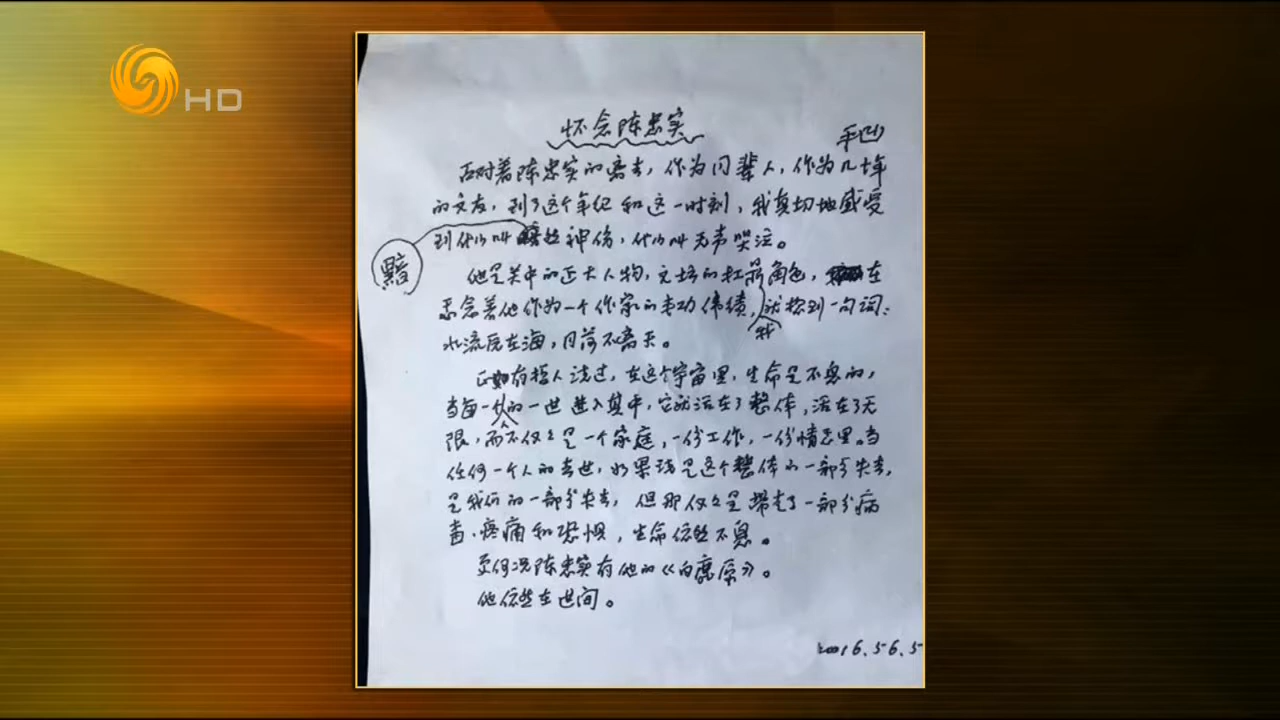 HD
怀念陈忠实
平凹
面对着陈忠实的离去，作为同辈人，作为几十年
的文友，到了这个年纪和这一时刻，我真切地感受
到什么叫黯然神伤，什么叫无声哭泣。
他是关中的正大人物，文坛的扛鼎角色，在
思念着他作为一个作家的丰功伟绩，我就想到一句词：
水流原在海，月落不离天。
正如有哲人说过，在这个宇宙里，生命是不息的，
当每一个人的一世进入其中，它就活在了整体，活在了无
限，而不仅仅是一个家庭，一份工作，一份情感里。当
任何一个人的去世，如果说是这个整体的一部分失去，
是我们的一部分失去，但那仅仅是带走了一部分病
毒、疼痛和恐惧，生命依然不息。
更何况陈忠实有他的《白鹿原》。
他依然在世间。